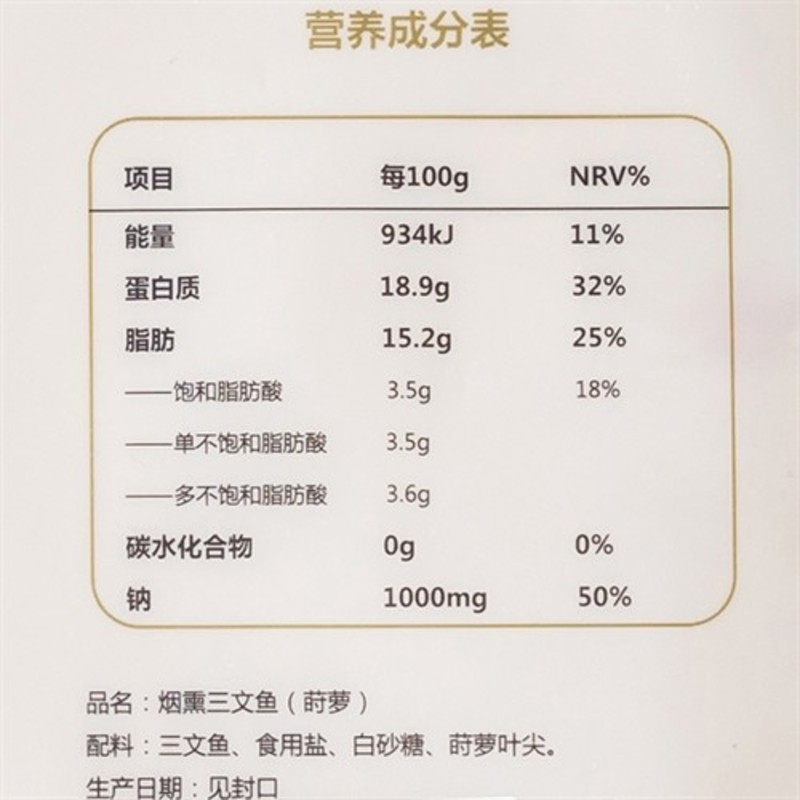 营养成分表
项目 每100g NRV%
能量 934kJ 11%
蛋白质 18.9g 32%
脂肪 15.2g 25%
——饱和脂肪酸 3.5g 18%
——单不饱和脂肪酸 3.5g
——多不饱和脂肪酸 3.6g
碳水化合物 0g 0%
钠 1000mg 50%
品名：烟熏三文鱼（莳萝）
配料：三文鱼、食用盐、白砂糖、莳萝叶尖。
生产日期：见封口